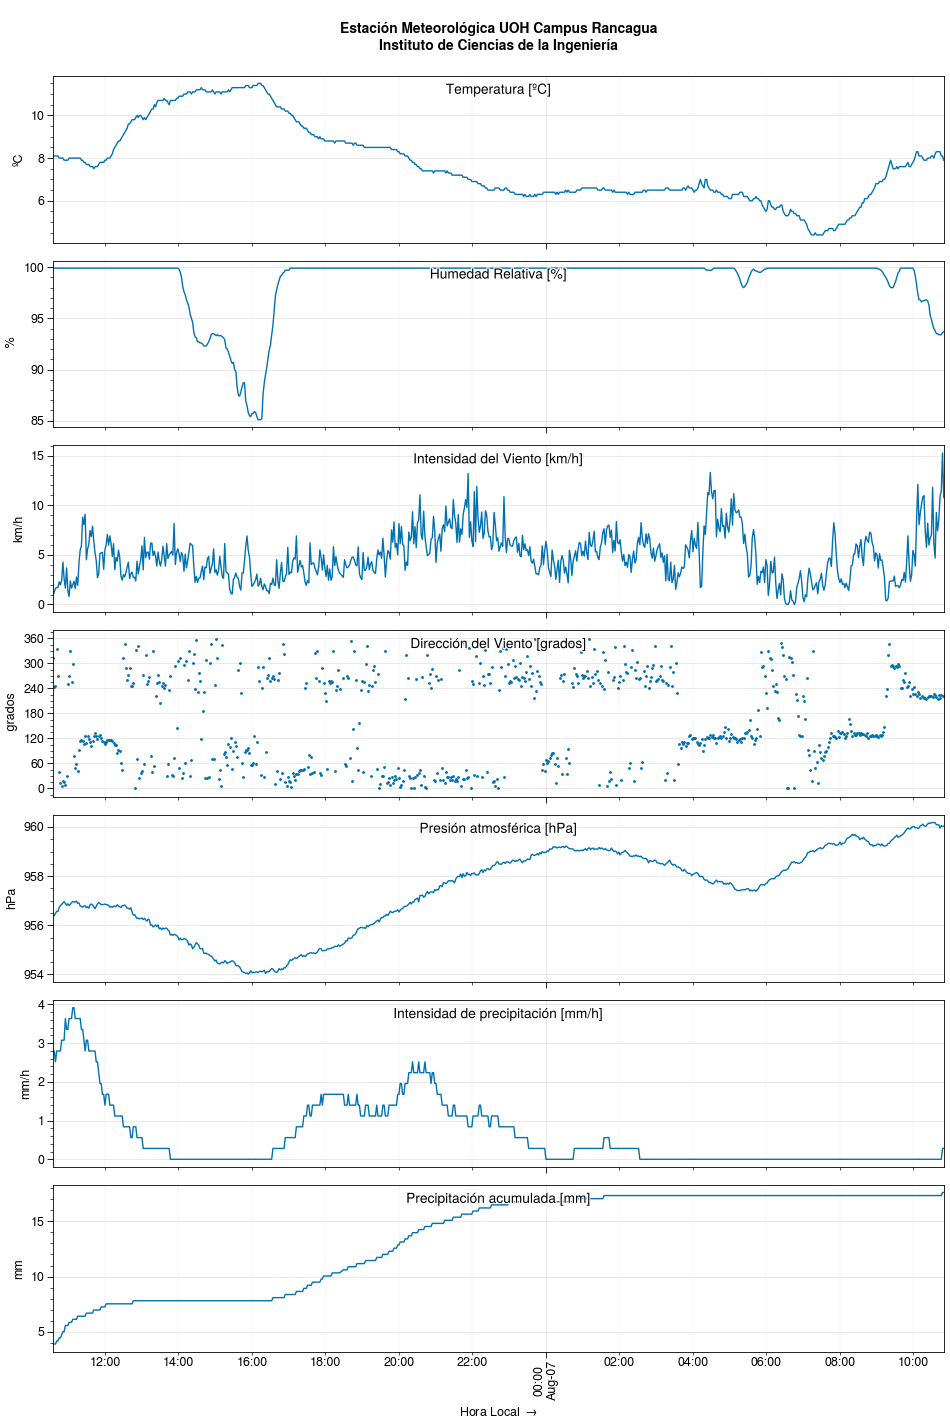 Estación Meteorológica UOH Campus Rancagua
Instituto de Ciencias de la Ingeniería
Temperatura [ºC]
ºC
10
8
6
Humedad Relativa [%]
%
100
95
90
85
Intensidad del Viento [km/h]
km/h
15
10
5
0
Dirección del Viento [grados]
grados
360
300
240
180
120
60
0
Presión atmosférica [hPa]
hPa
960
958
956
954
Intensidad de precipitación [mm/h]
mm/h
4
3
2
1
0
Precipitación acumulada [mm]
mm
15
10
5
12:00 14:00 16:00 18:00 20:00 22:00 00:00 02:00 04:00 06:00 08:00 10:00
Aug-07
Hora Local →